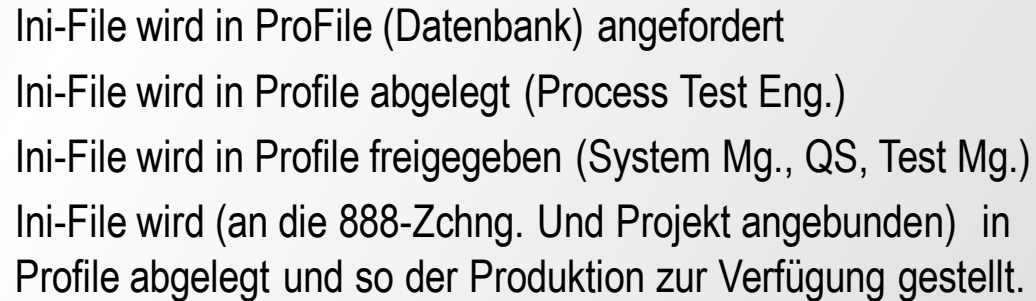 Ini-File wird in ProFile (Datenbank) angefordert
Ini-File wird in Profile abgelegt (Process Test Eng.)
Ini-File wird in Profile freigegeben (System Mg., QS, Test Mg.)
Ini-File wird (an die 888-Zchng. Und Projekt angebunden) in
Profile abgelegt und so der Produktion zur Verfügung gestellt.